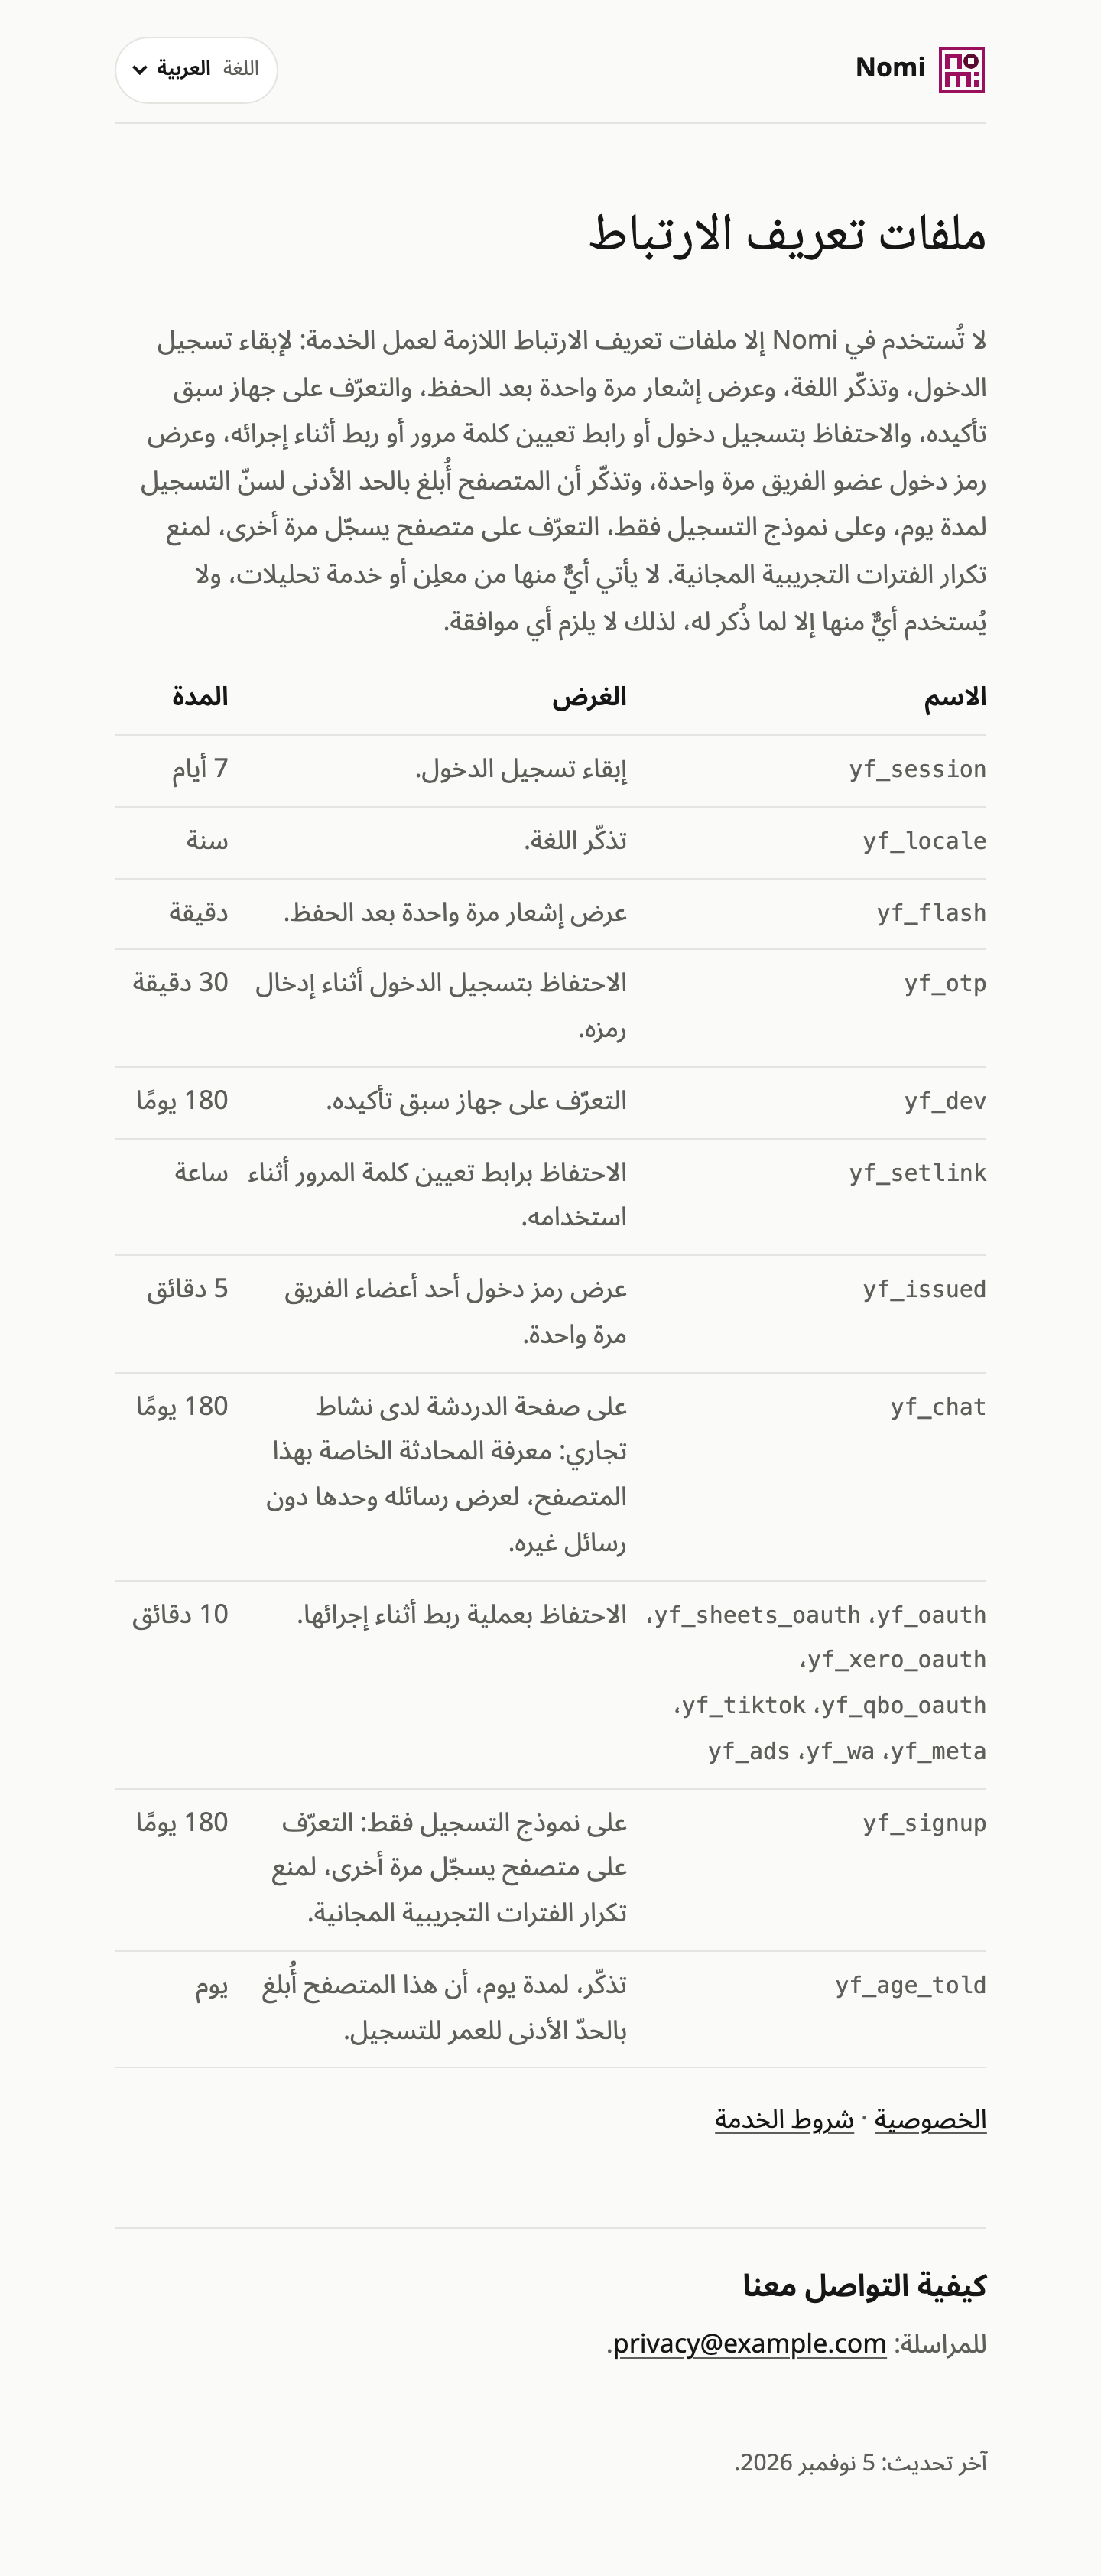 Nomi
اللغة العربية
ملفات تعريف الارتباط
لا تُستخدم في Nomi إلا ملفات تعريف الارتباط اللازمة لعمل الخدمة: لإبقاء تسجيل
الدخول، وتذكّر اللغة، وعرض إشعار مرة واحدة بعد الحفظ، والتعرّف على جهاز سبق
تأكيده، والاحتفاظ بتسجيل دخول أو رابط تعيين كلمة مرور أو ربط أثناء إجرائه، وعرض
رمز دخول عضو الفريق مرة واحدة، وتذكّر أن المتصفح أُبلغ بالحد الأدنى لسنّ التسجيل
لمدة يوم، وعلى نموذج التسجيل فقط، التعرّف على متصفح يسجّل مرة أخرى، لمنع
تكرار الفترات التجريبية المجانية. لا يأتي أيٌّ منها من معلِن أو خدمة تحليلات، ولا
يُستخدم أيٌّ منها إلا لما ذُكر له، لذلك لا يلزم أي موافقة.
الاسم الغرض المدة
yf_session إبقاء تسجيل الدخول. 7 أيام
yf_locale تذكّر اللغة. سنة
yf_flash عرض إشعار مرة واحدة بعد الحفظ. دقيقة
yf_otp الاحتفاظ بتسجيل الدخول أثناء إدخال 30 دقيقة
رمزه.
yf_dev التعرّف على جهاز سبق تأكيده. 180 يومًا
yf_setlink الاحتفاظ برابط تعيين كلمة المرور أثناء ساعة
استخدامه.
yf_issued عرض رمز دخول أحد أعضاء الفريق 5 دقائق
مرة واحدة.
yf_chat على صفحة الدردشة لدى نشاط 180 يومًا
تجاري: معرفة المحادثة الخاصة بهذا
المتصفح، لعرض رسائله وحدها دون
رسائل غيره.
yf_oauth، yf_sheets_oauth، الاحتفاظ بعملية ربط أثناء إجرائها. 10 دقائق
yf_xero_oauth،
yf_qbo_oauth، yf_tiktok،
yf_meta، yf_wa، yf_ads
yf_signup على نموذج التسجيل فقط: التعرّف 180 يومًا
على متصفح يسجّل مرة أخرى، لمنع
تكرار الفترات التجريبية المجانية.
yf_age_told تذكّر، لمدة يوم، أن هذا المتصفح أُبلغ يوم
بالحدّ الأدنى للعمر للتسجيل.
الخصوصية · شروط الخدمة
كيفية التواصل معنا
للمراسلة: privacy@example.com.
آخر تحديث: 5 نوفمبر 2026.